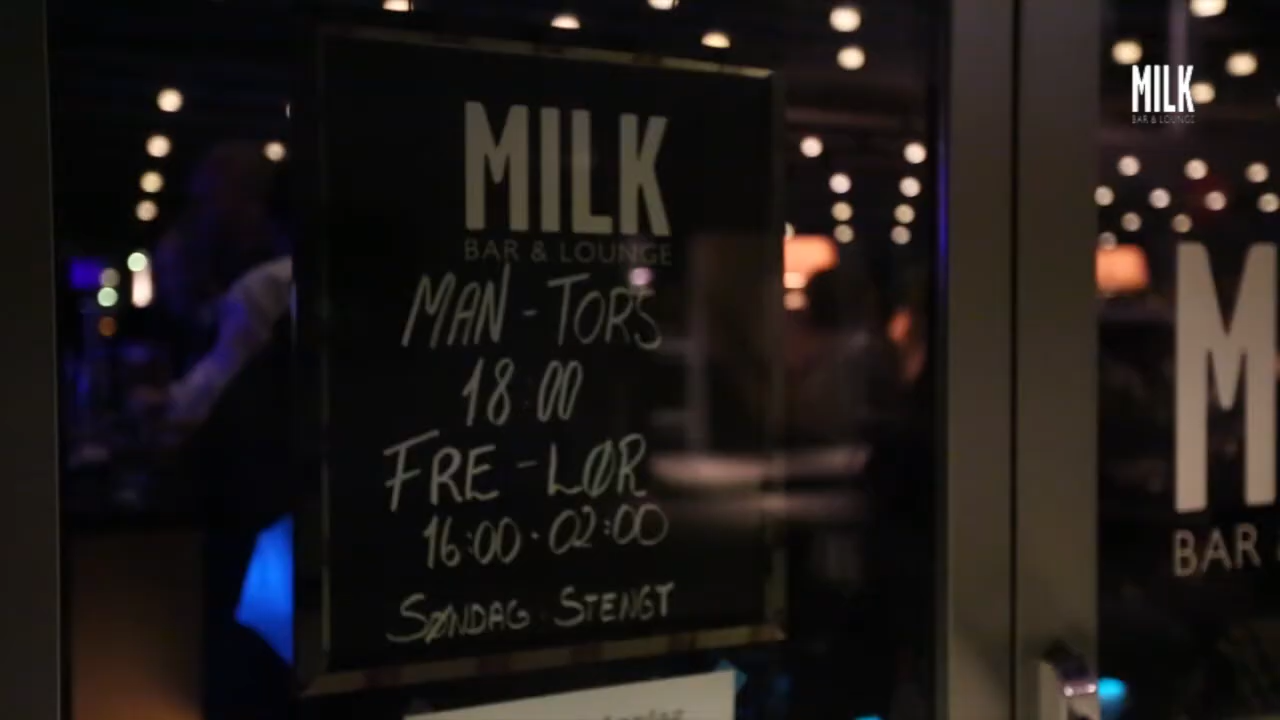 MILK
BAR & LOUNGE
MAN - TORS
18:00
FRE - LØR
16:00 - 02:00
SØNDAG STENGT
MILK
BAR & LOUNGE
M
BAR